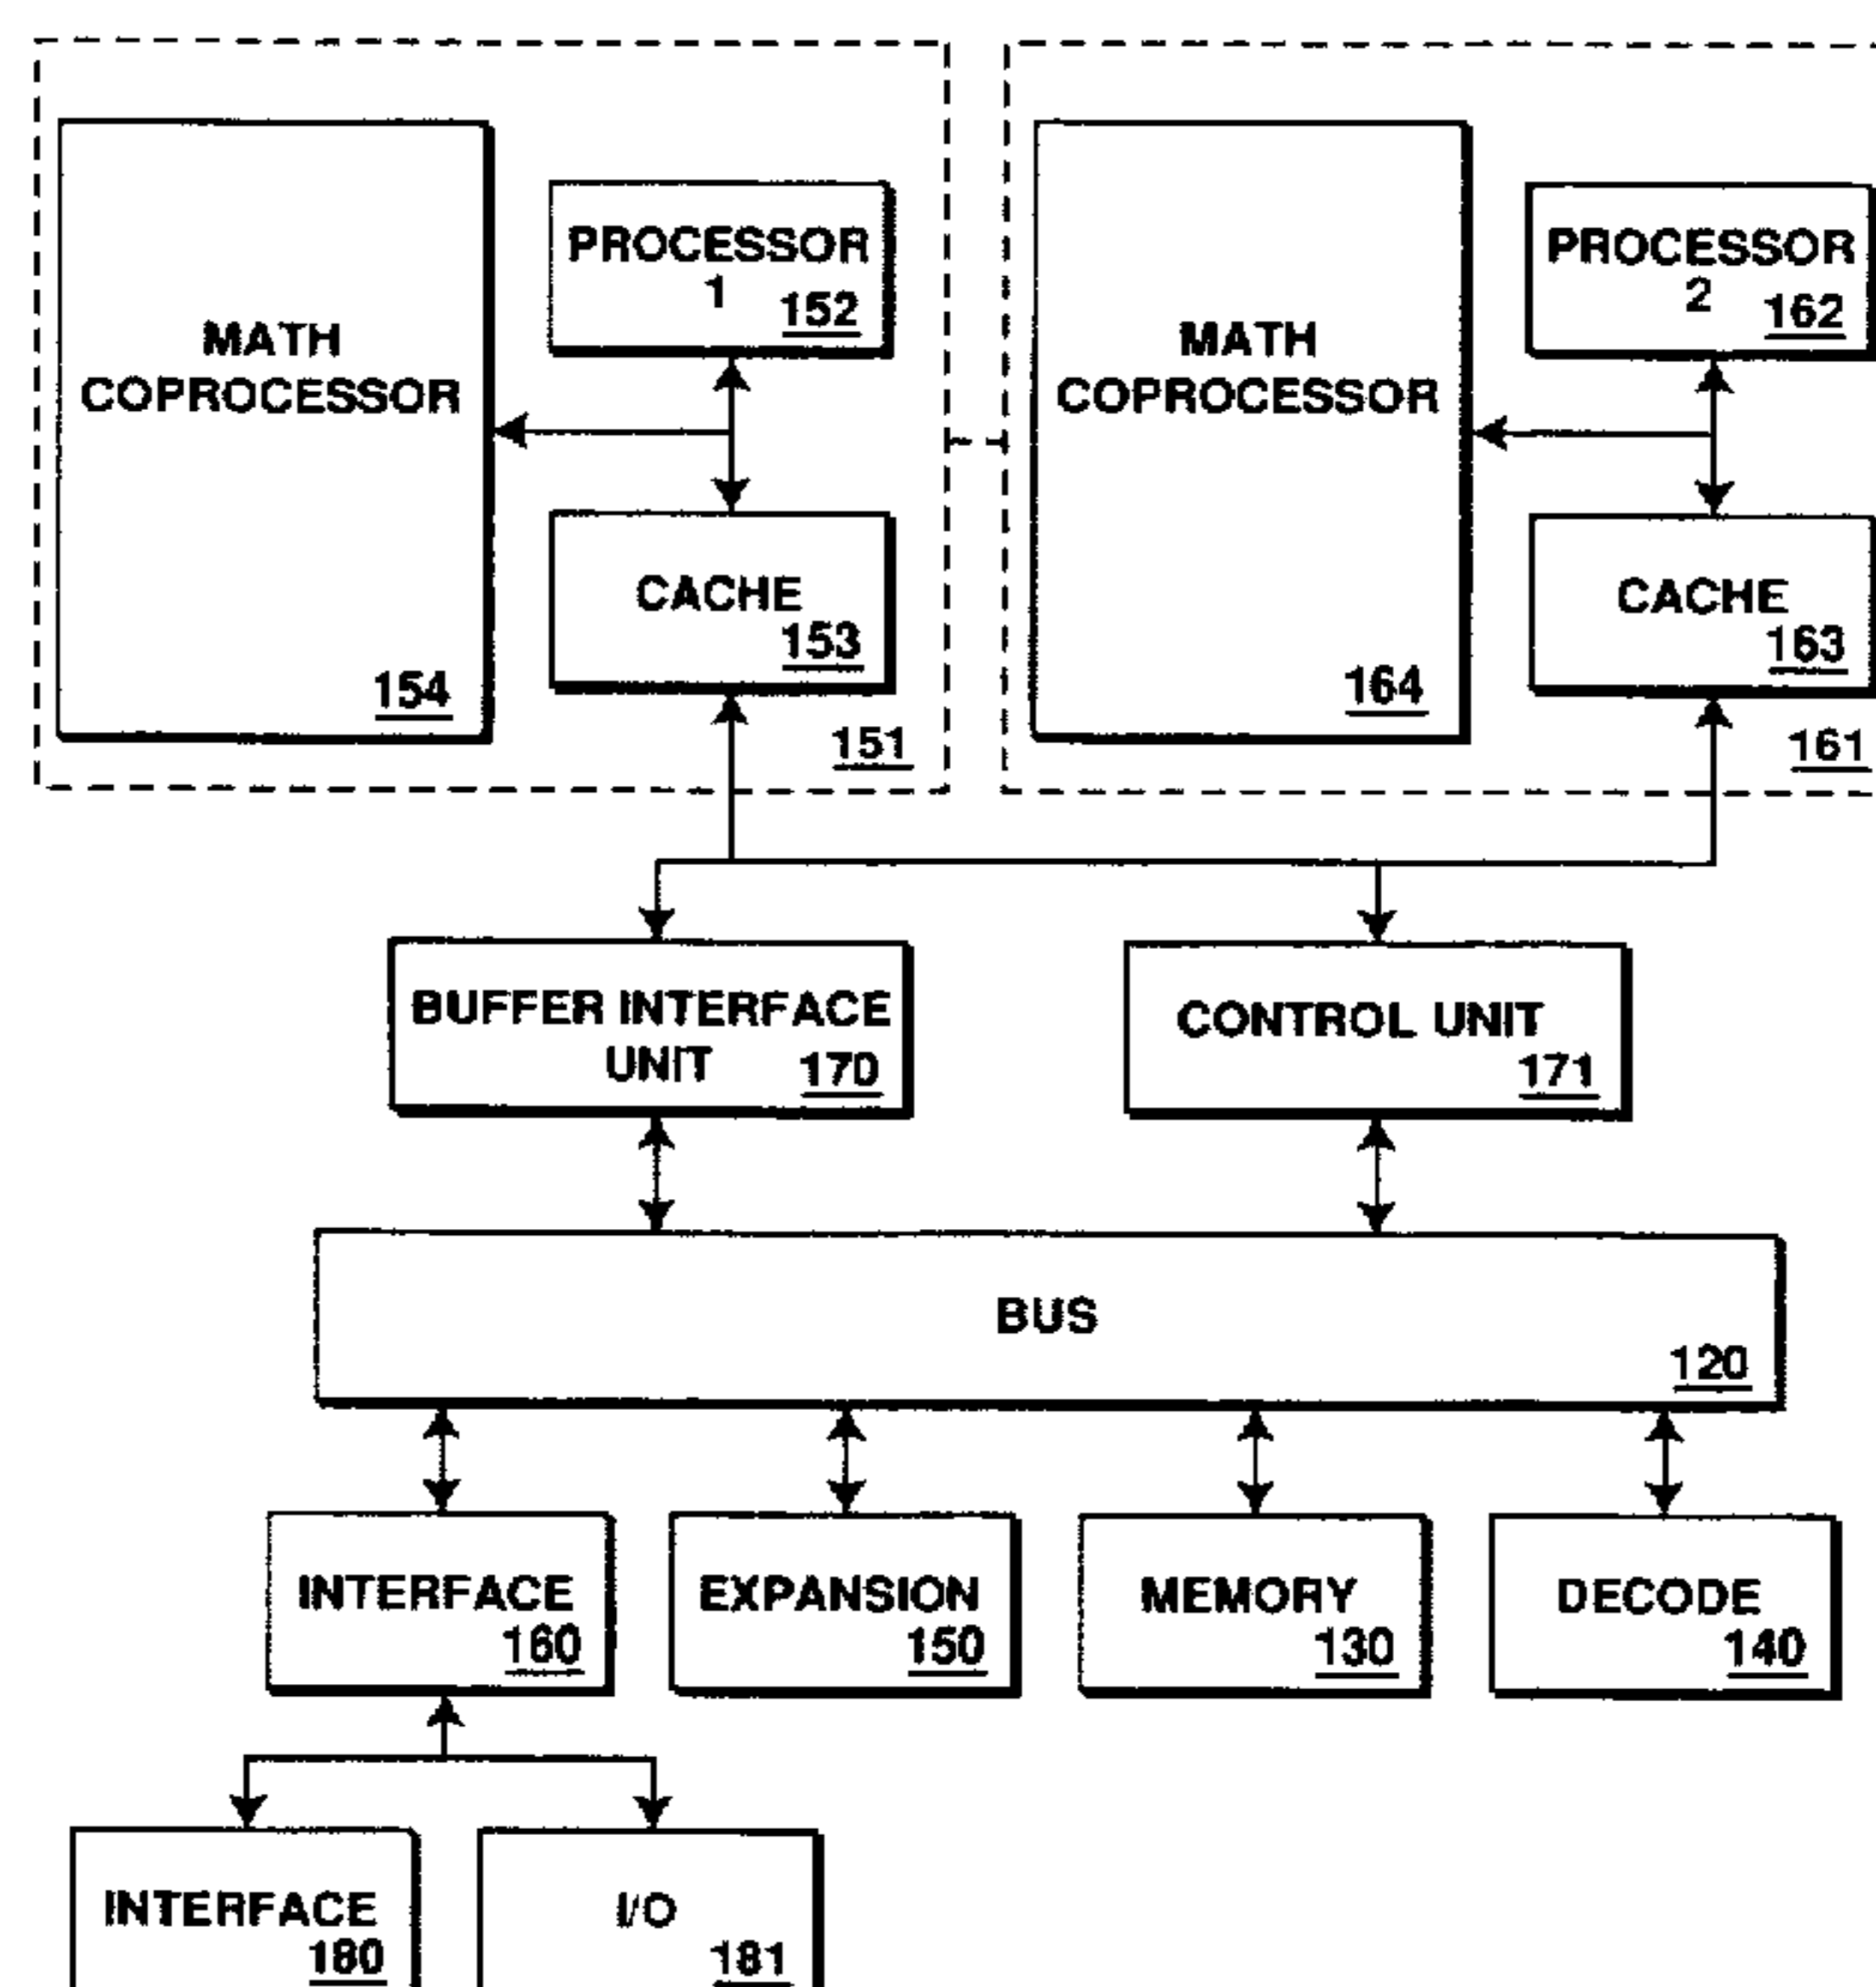 MATH
COPROCESSOR
154
PROCESSOR
1 152
CACHE
153
151
MATH
COPROCESSOR
164
PROCESSOR
2 162
CACHE
163
161
BUFFER INTERFACE
UNIT 170
CONTROL UNIT
171
BUS
120
INTERFACE
160
EXPANSION
150
MEMORY
130
DECODE
140
INTERFACE
180
I/O
181